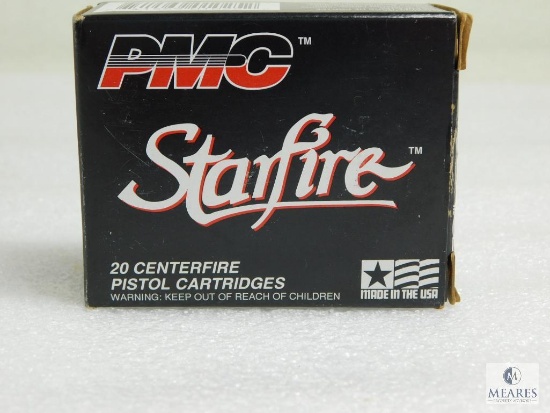 PMC™
Starfire™
20 CENTERFIRE
PISTOL CARTRIDGES
WARNING: KEEP OUT OF REACH OF CHILDREN
MADE IN THE USA
M
MEARES